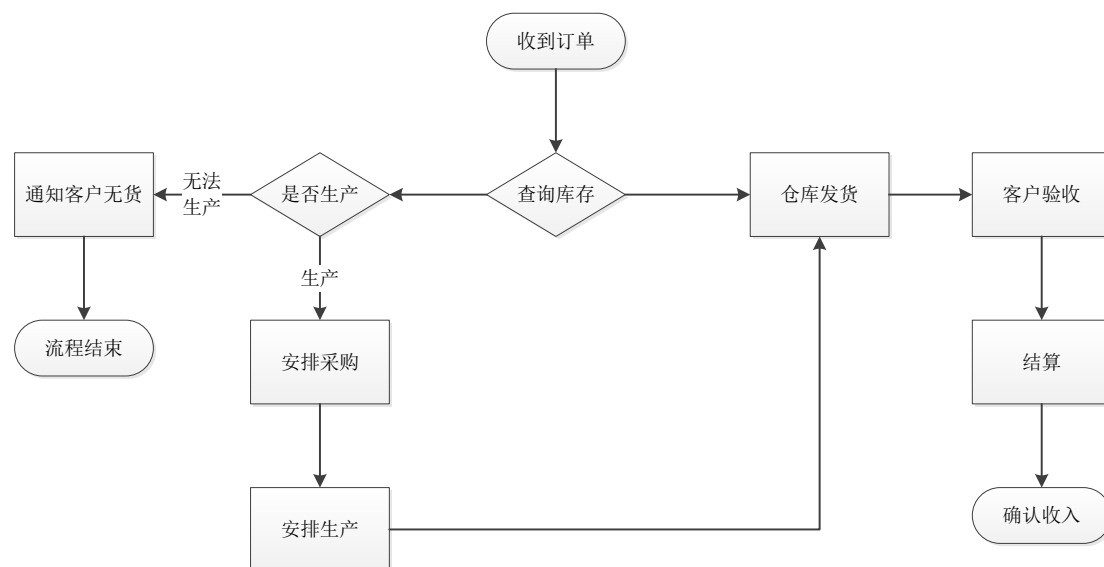 收到订单
通知客户无货
无法
生产
是否生产
查询库存
仓库发货
客户验收
生产
流程结束
安排采购
结算
安排生产
确认收入